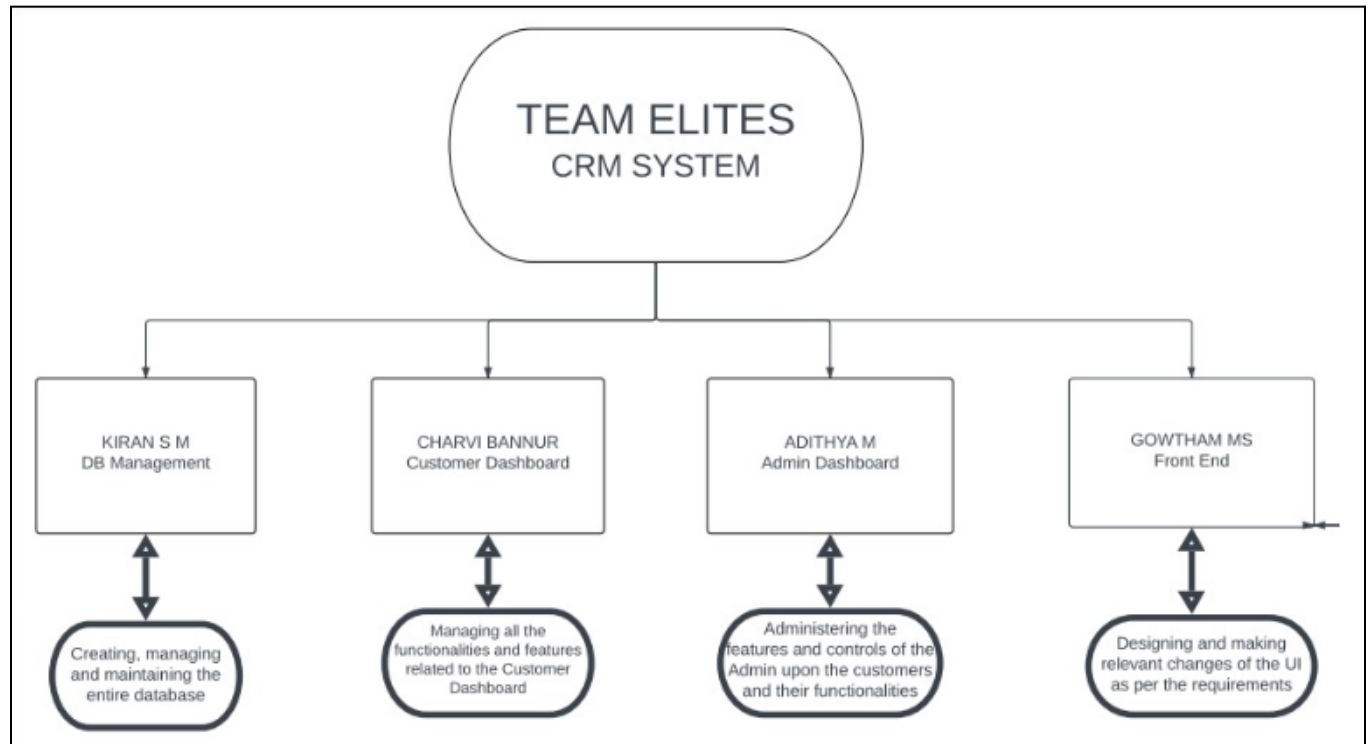 TEAM ELITES
CRM SYSTEM
KIRAN S M
DB Management
CHARVI BANNUR
Customer Dashboard
ADITHYA M
Admin Dashboard
GOWTHAM MS
Front End
Creating, managing
and maintaining the
entire database
Managing all the
functionalities and features
related to the Customer
Dashboard
Administering the
features and controls of the
Admin upon the customers
and their functionalities
Designing and making
relevant changes of the UI
as per the requirements